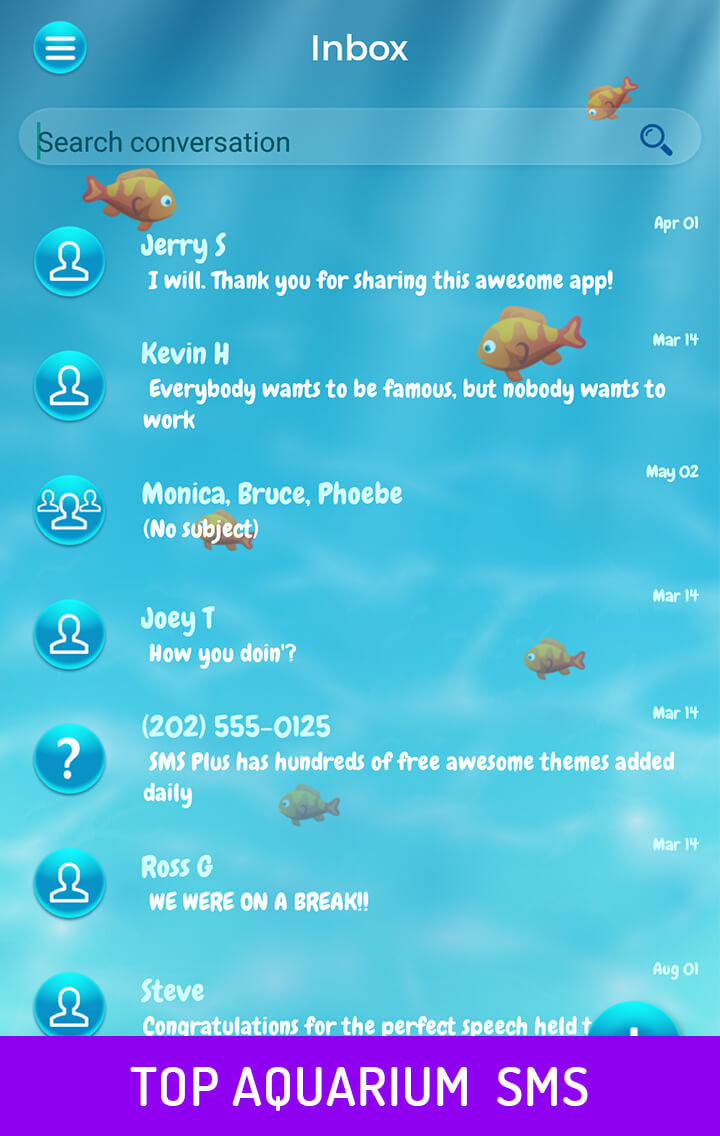 Inbox
Search conversation
Apr 01
Jerry S
I will. Thank you for sharing this awesome app!
Mar 14
Kevin H
Everybody wants to be famous, but nobody wants to
work
May 02
Monica, Bruce, Phoebe
(No subject)
Mar 14
Joey T
How you doin'?
Mar 14
(202) 555-0125
SMS Plus has hundreds of free awesome themes added
daily
Mar 14
Ross G
WE WERE ON A BREAK!!
Aug 01
Steve
Congratulations for the perfect speech held
TOP AQUARIUM SMS